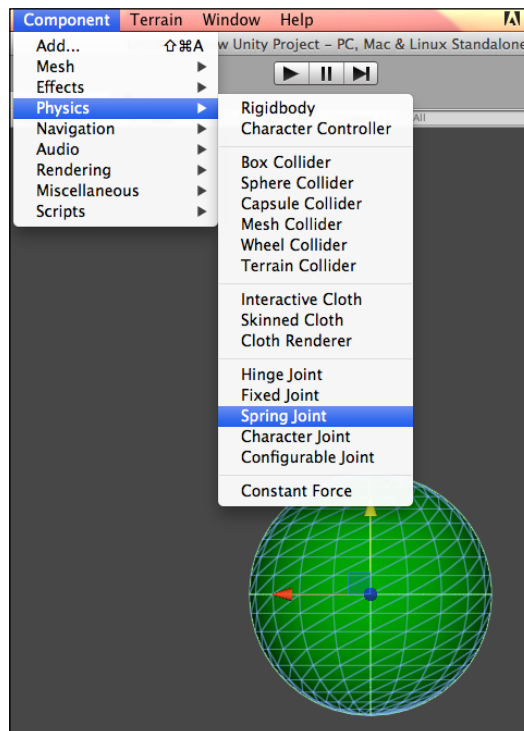 Component Terrain Window Help
w Unity Project – PC, Mac & Linux Standalone
Add... ⇧⌘A
Mesh
Effects
Physics
Navigation
Audio
Rendering
Miscellaneous
Scripts
All
Rigidbody
Character Controller
Box Collider
Sphere Collider
Capsule Collider
Mesh Collider
Wheel Collider
Terrain Collider
Interactive Cloth
Skinned Cloth
Cloth Renderer
Hinge Joint
Fixed Joint
Spring Joint
Character Joint
Configurable Joint
Constant Force